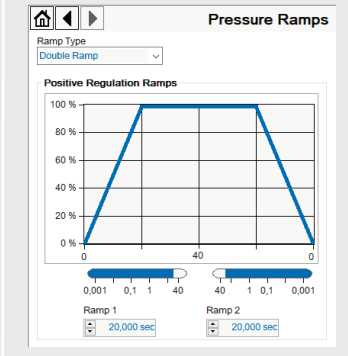 Pressure Ramps
Ramp Type
Double Ramp
Positive Regulation Ramps
100 %
80 %
60 %
40 %
20 %
0 %
0 40 0
0,001 0,1 1 40 40 1 0,1 0,001
Ramp 1 Ramp 2
20,000 sec 20,000 sec